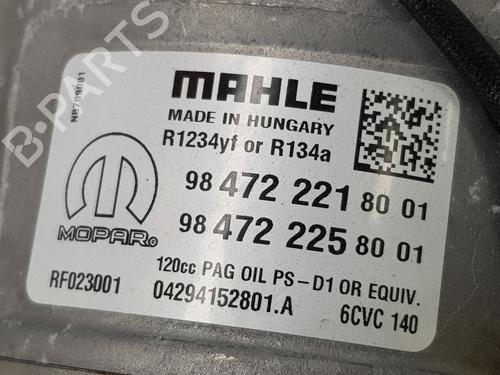 MAHLE
MADE IN HUNGARY
R1234yf or R134a
98 472 221 80 01
98 472 225 80 01
MOPAR®
120cc PAG OIL PS-D1 OR EQUIV.
RF023001
04294152801.A
6CVC 140
B-PARTS